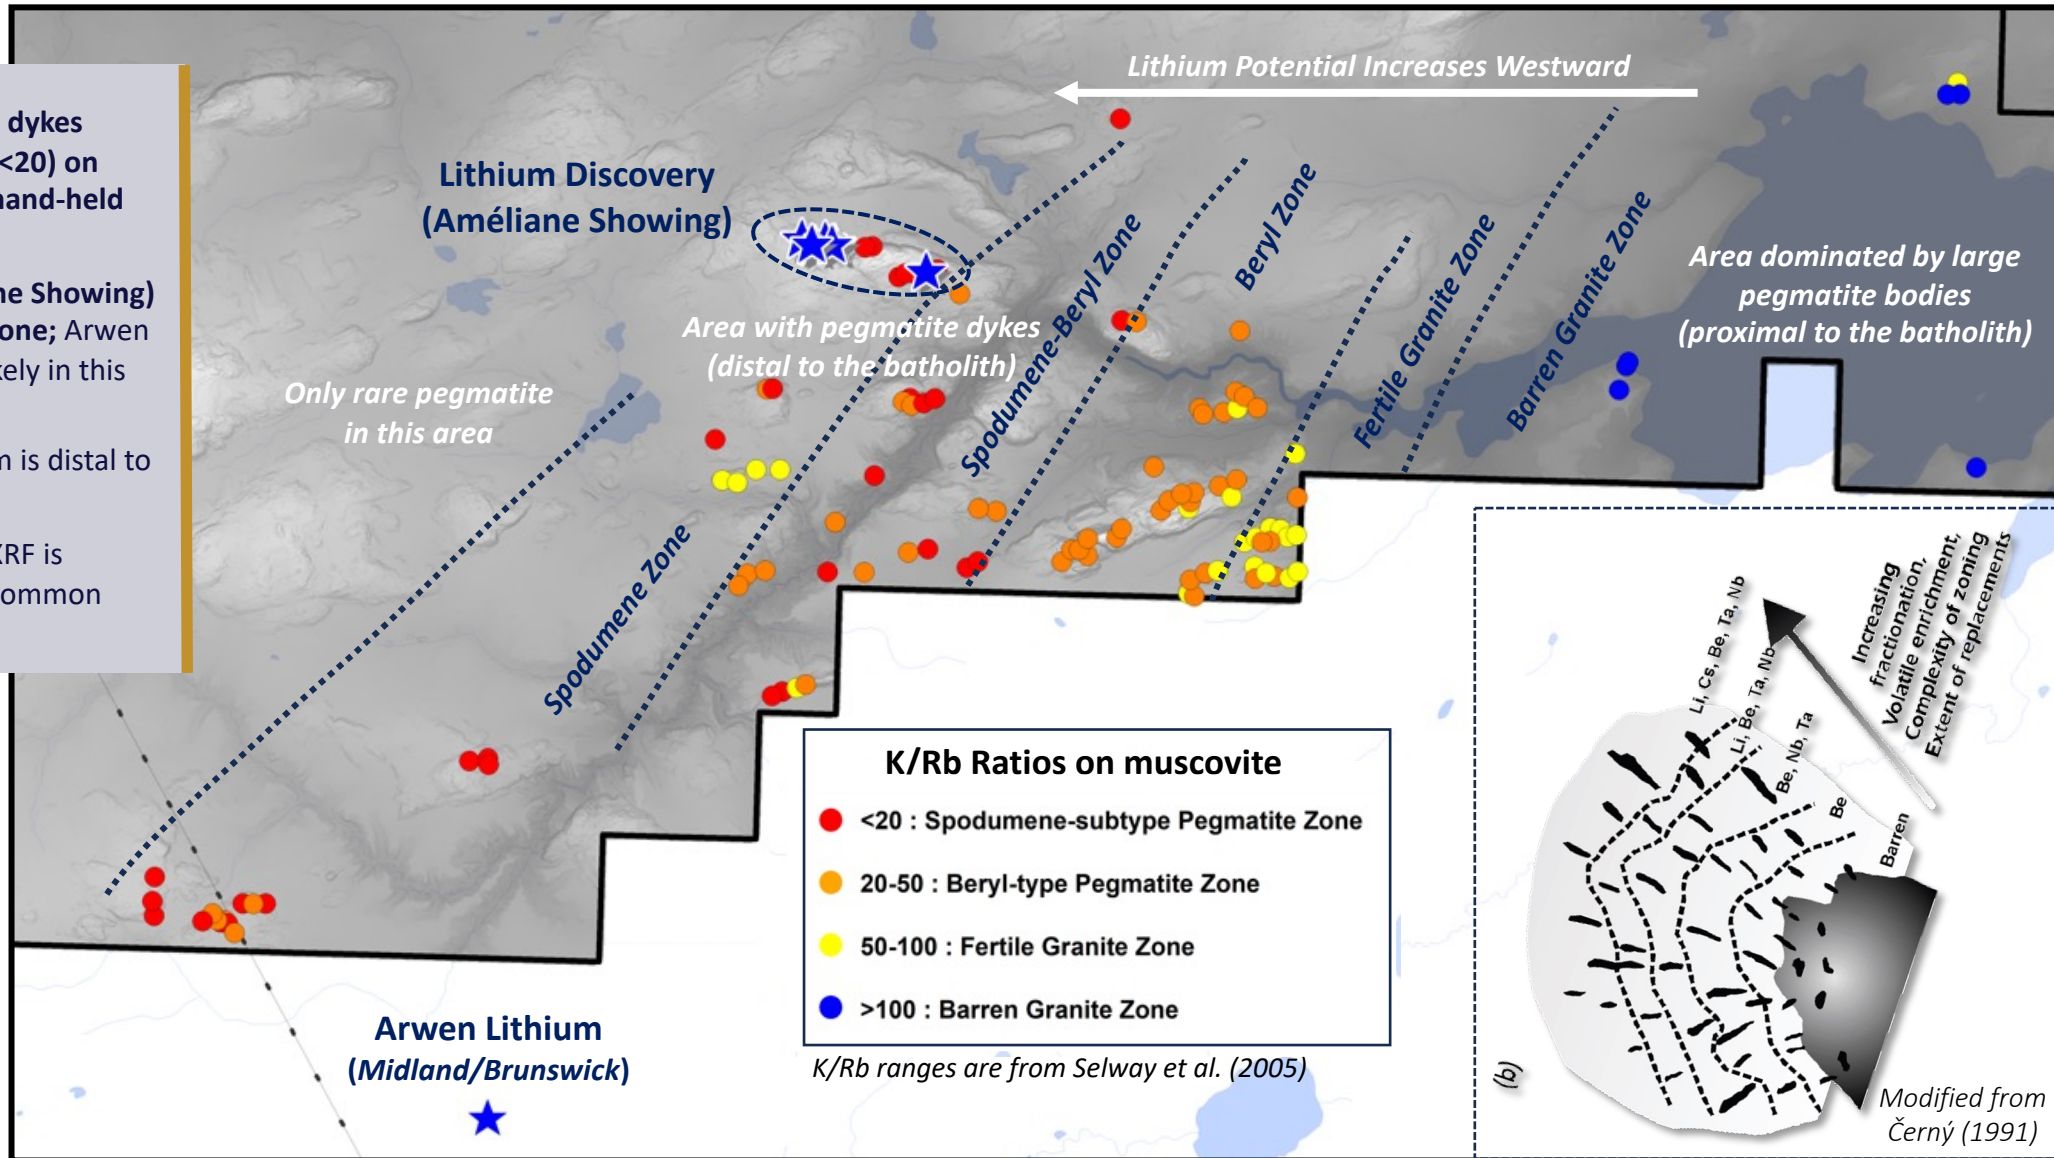 dykes
<20) on
hand-held
ne Showing)
one; Arwen
kely in this
n is distal to
XRF is
common
Lithium Potential Increases Westward
Lithium Discovery
(Améliane Showing)
Area with pegmatite dykes
(distal to the batholith)
Only rare pegmatite
in this area
Area dominated by large
pegmatite bodies
(proximal to the batholith)
Spodumene Zone
Spodumene-Beryl Zone
Beryl Zone
Fertile Granite Zone
Barren Granite Zone
Arwen Lithium
(Midland/Brunswick)
K/Rb Ratios on muscovite
<20 : Spodumene-subtype Pegmatite Zone
20-50 : Beryl-type Pegmatite Zone
50-100 : Fertile Granite Zone
>100 : Barren Granite Zone
K/Rb ranges are from Selway et al. (2005)
Li, Cs, Be, Ta, Nb
Li, Be, Ta, Nb
Be, Nb, Ta
Be
Barren
Increasing
fractionation,
Volatile enrichment,
Complexity of zoning
Extent of replacements
(b)
Modified from
Černý (1991)